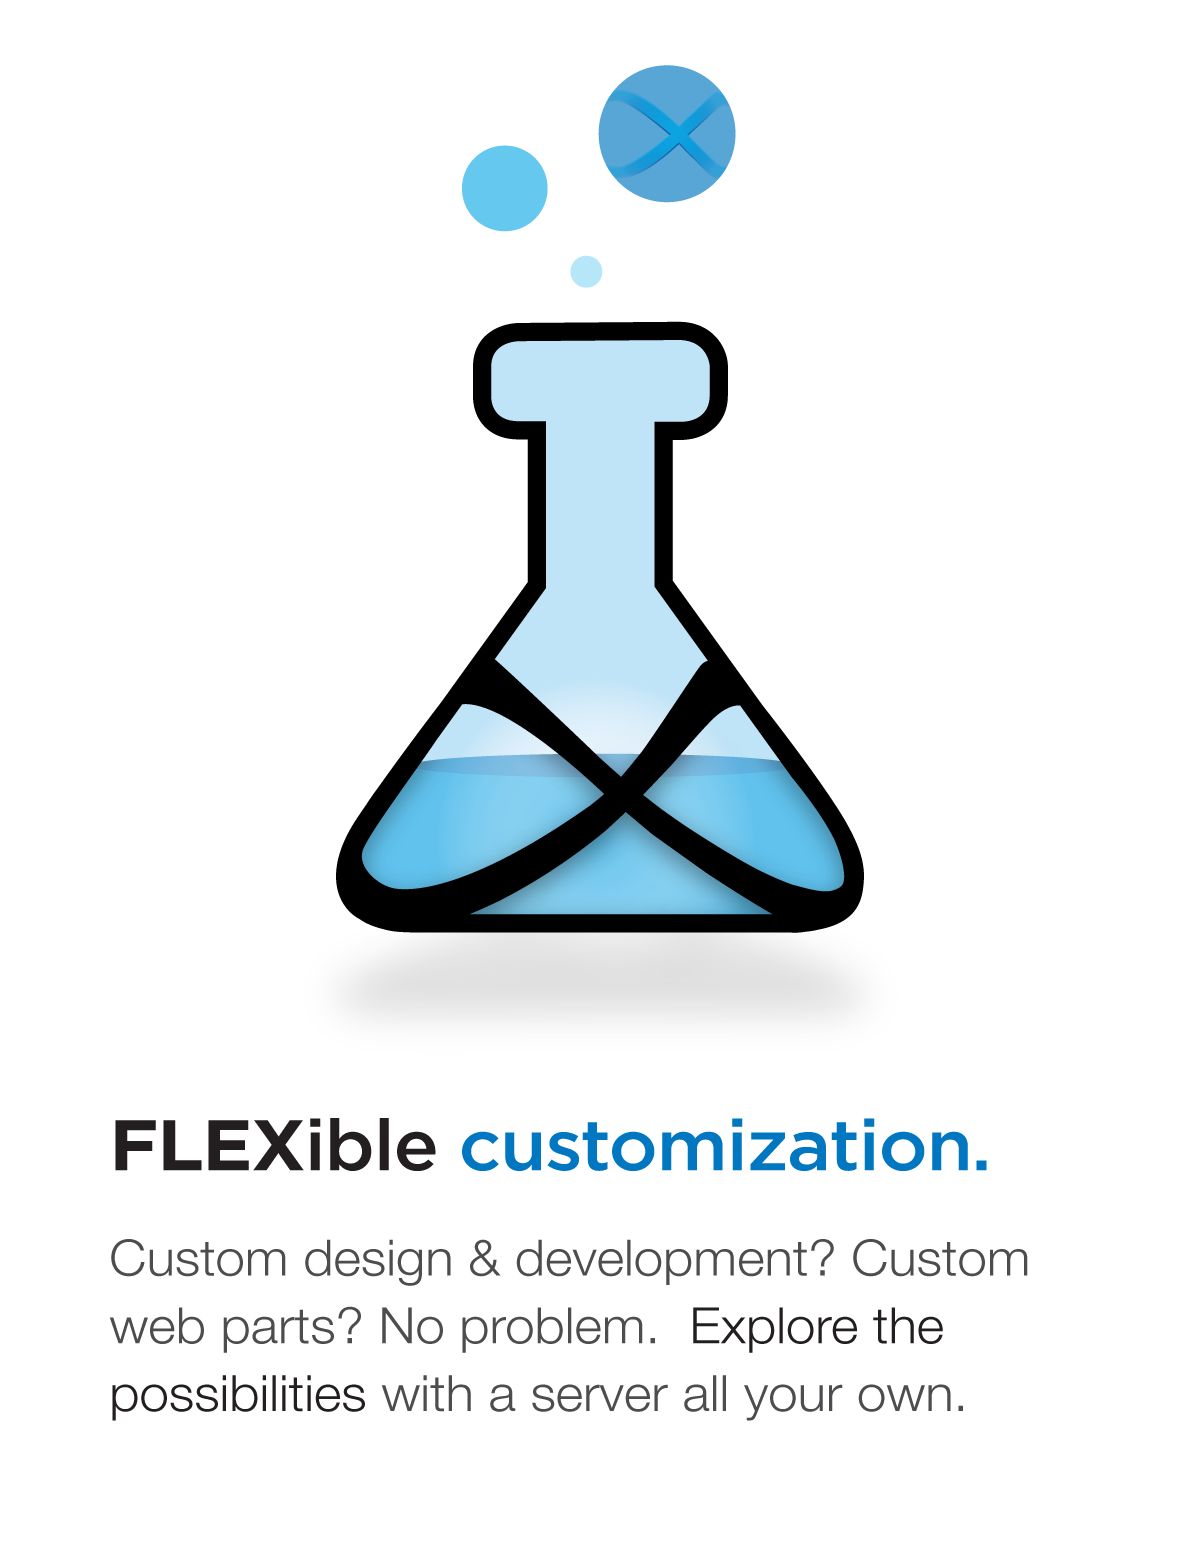 FLEXible customization.
Custom design & development? Custom
web parts? No problem.  Explore the
possibilities with a server all your own.